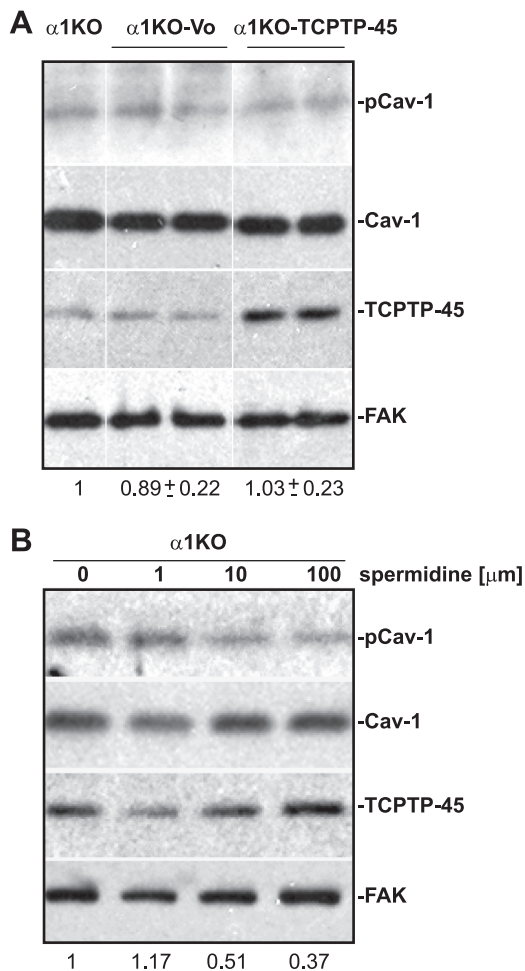 A
α1KO α1KO-Vo α1KO-TCPTP-45
-pCav-1
-Cav-1
-TCPTP-45
-FAK
1 0.89 ± 0.22 1.03 ± 0.23
B
α1KO
0 1 10 100 spermidine [μm]
-pCav-1
-Cav-1
-TCPTP-45
-FAK
1 1.17 0.51 0.37